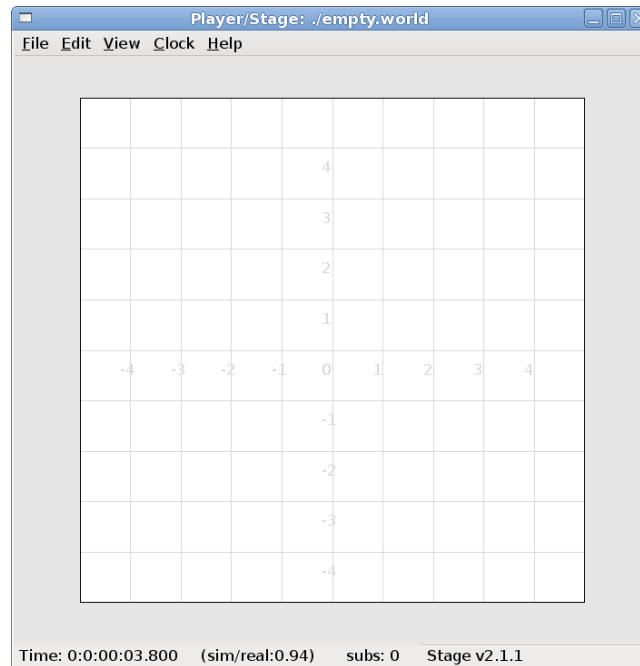 Player/Stage: ./empty.world
File Edit View Clock Help
4
3
2
1
-4 -3 -2 -1 0 1 2 3 4
-1
-2
-3
-4
Time: 0:0:00:03.800 (sim/real:0.94) subs: 0 Stage v2.1.1